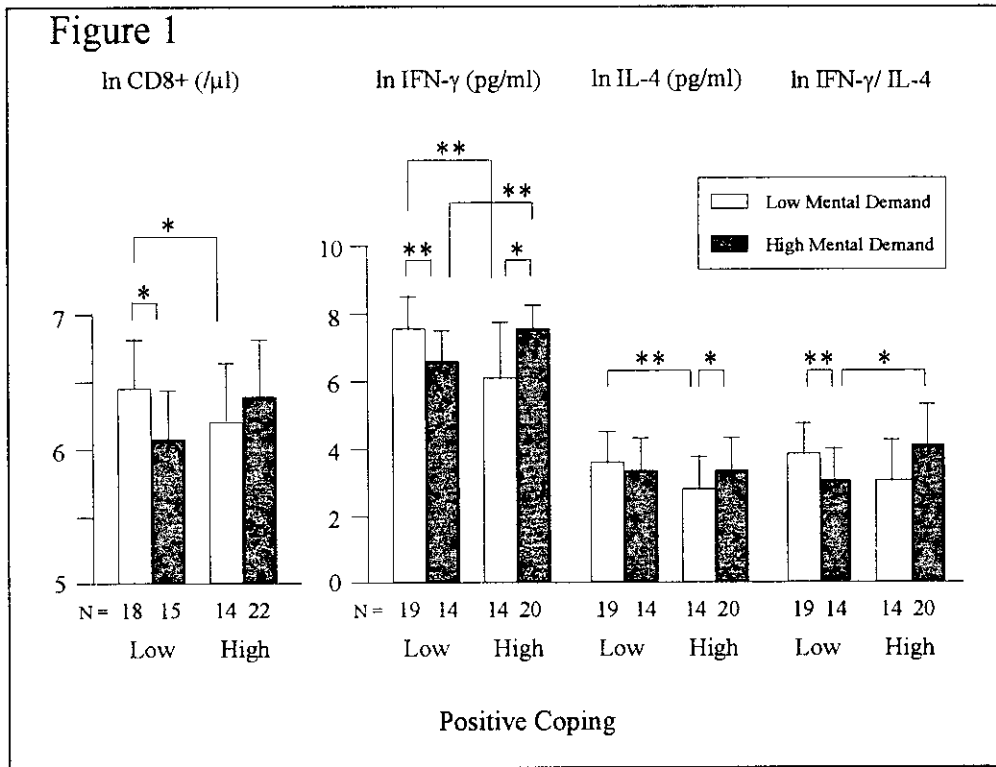 Figure 1
ln CD8+ (/μl) ln IFN-γ (pg/ml) ln IL-4 (pg/ml) ln IFN-γ/ IL-4
** **
* ** *
*
** * ** *
Low Mental Demand
High Mental Demand
7
6
5
10
8
6
4
2
0
N = 18 15 14 22 19 14 14 20 19 14 14 20 19 14 14 20
Low High Low High Low High Low High
Positive Coping